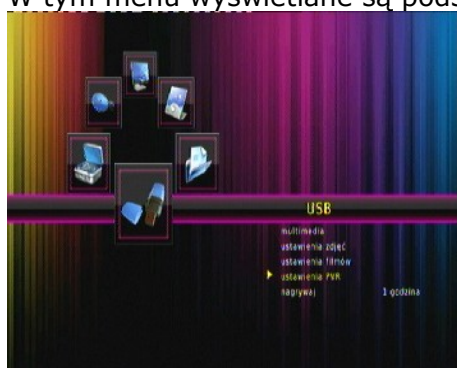 W tym menu wyświetlane są pods
USB
multimedia
ustawienia zdjęć
ustawienia filmów
ustawienia PVR
nagrywaj 1 godzina